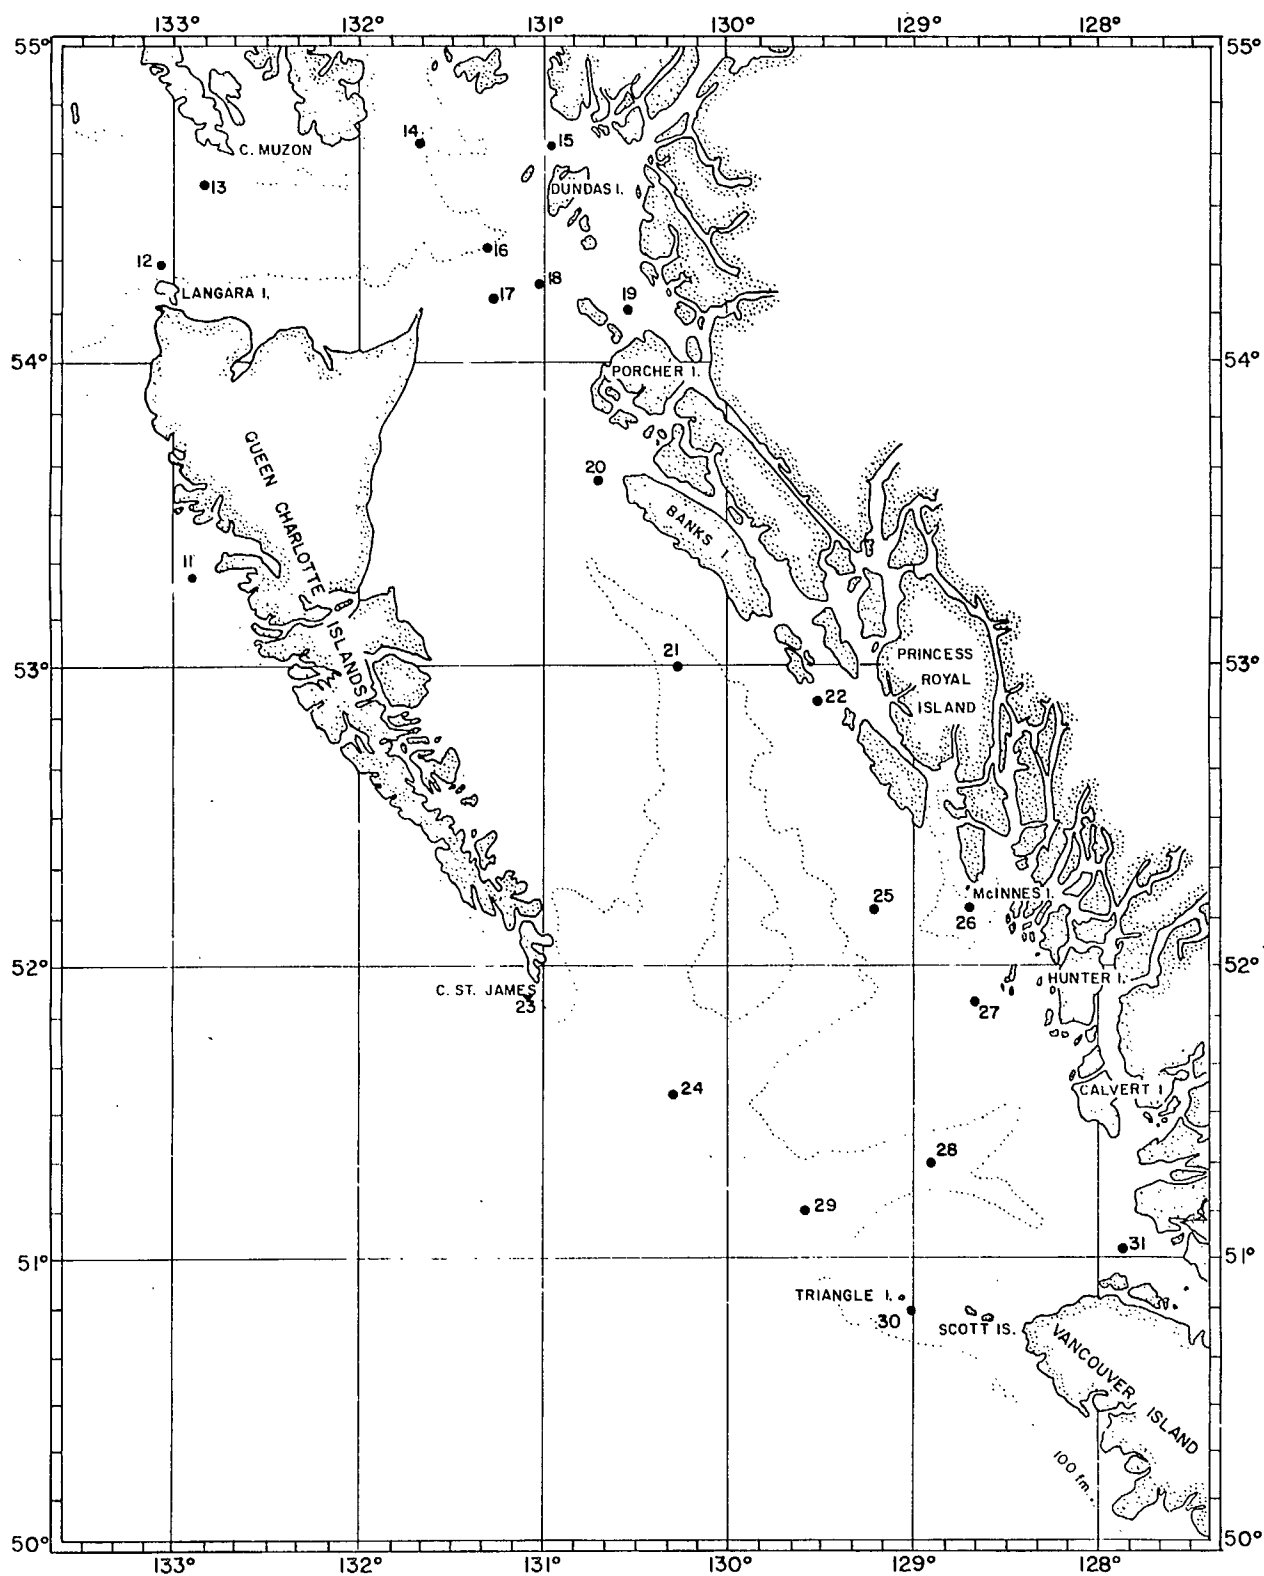 133° 132° 131° 130° 129° 128°
55° 55°
14 15
C. MUZON
13 DUNDAS I.
16
12 18
LANGARA I. 17 19
54° 54°
PORCHER I.
20
QUEEN CHARLOTTE ISLANDS
BANKS I.
11
21
53° 53°
PRINCESS
ROYAL
ISLAND
22
25 McINNES I.
26
52° 52°
HUNTER I.
C. ST. JAMES
23 27
24 CALVERT I
28
29
31
51° 51°
TRIANGLE I.
30 SCOTT IS.
VANCOUVER ISLAND
100 fm.
50° 50°
133° 132° 131° 130° 129° 128°